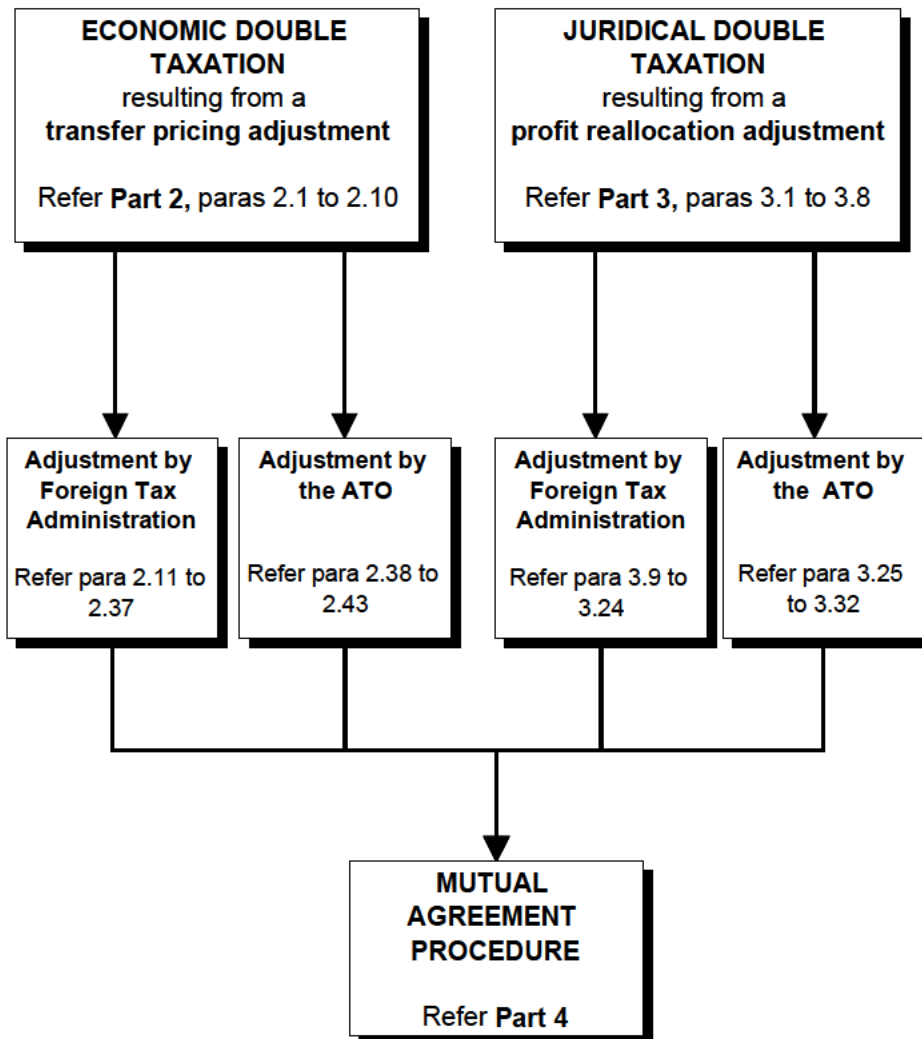 ECONOMIC DOUBLE
TAXATION
resulting from a
transfer pricing adjustment
Refer Part 2, paras 2.1 to 2.10
JURIDICAL DOUBLE
TAXATION
resulting from a
profit reallocation adjustment
Refer Part 3, paras 3.1 to 3.8
Adjustment by
Foreign Tax
Administration
Refer para 2.11 to
2.37
Adjustment by
the ATO
Refer para 2.38 to
2.43
Adjustment by
Foreign Tax
Administration
Refer para 3.9 to
3.24
Adjustment by
the ATO
Refer para 3.25
to 3.32
MUTUAL
AGREEMENT
PROCEDURE
Refer Part 4